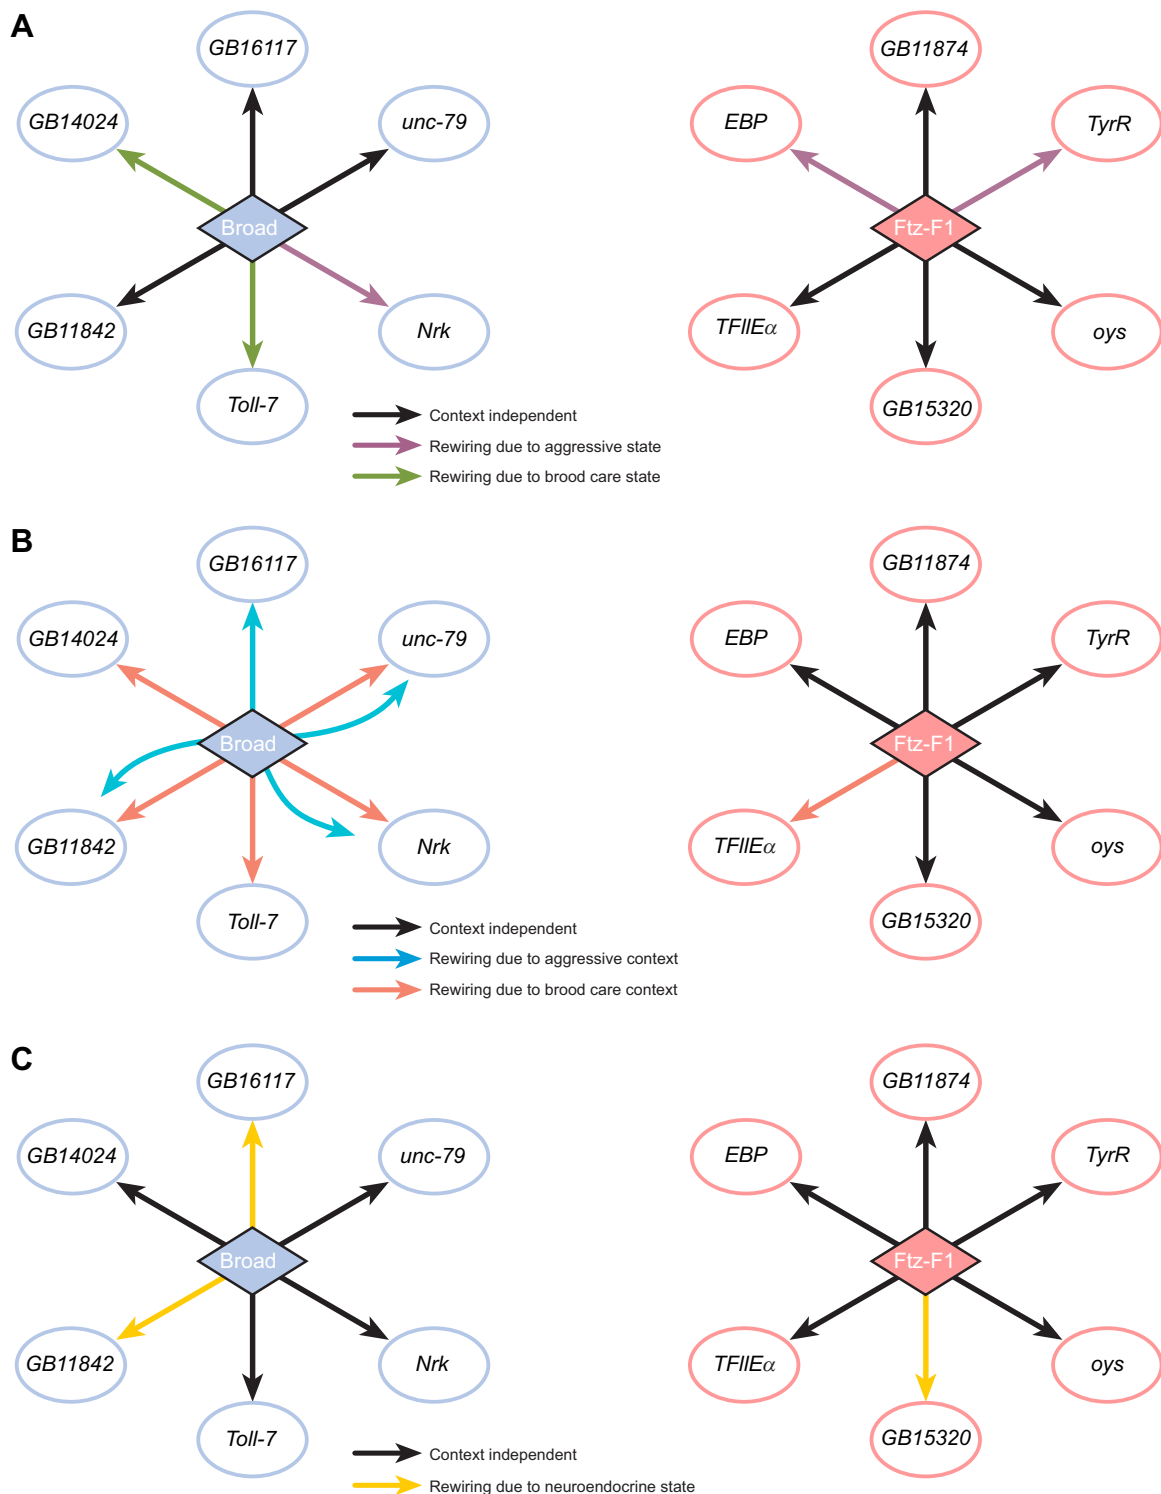 A
GB16117
GB11874
GB14024
unc-79
EBP
TyrR
Broad
Ftz-F1
GB11842
Nrk
TFIIEα
oys
Toll-7
GB15320
Context independent
Rewiring due to aggressive state
Rewiring due to brood care state
B
GB16117
GB11874
GB14024
unc-79
EBP
TyrR
Broad
Ftz-F1
GB11842
Nrk
TFIIEα
oys
Toll-7
GB15320
Context independent
Rewiring due to aggressive context
Rewiring due to brood care context
C
GB16117
GB11874
GB14024
unc-79
EBP
TyrR
Broad
Ftz-F1
GB11842
Nrk
TFIIEα
oys
Toll-7
GB15320
Context independent
Rewiring due to neuroendocrine state